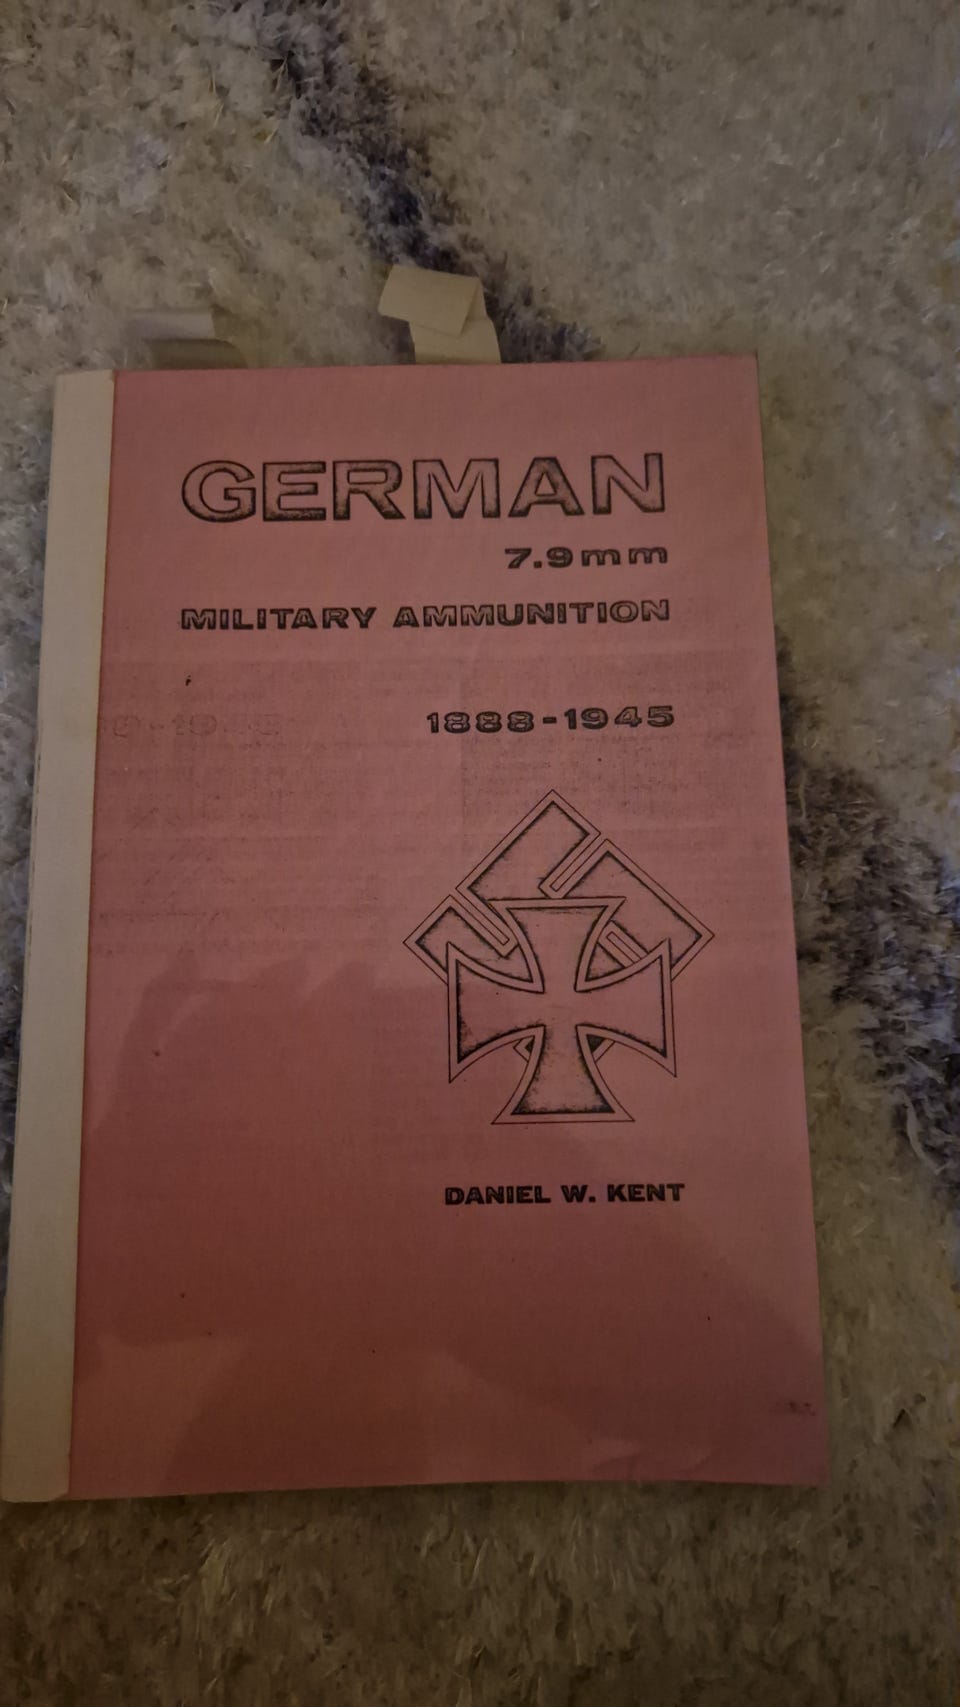 GERMAN
7.9mm
MILITARY AMMUNITION
1888-1945
DANIEL W. KENT